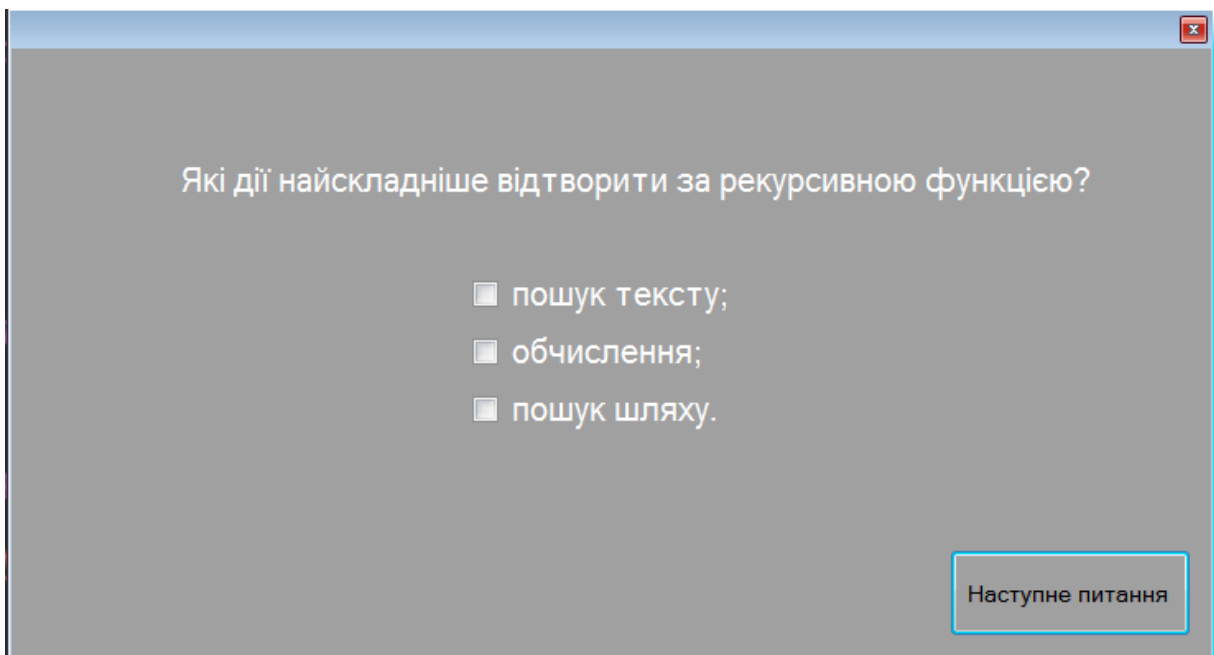 Які дії найскладніше відтворити за рекурсивною функцією?
пошук тексту;
обчислення;
пошук шляху.
Наступне питання